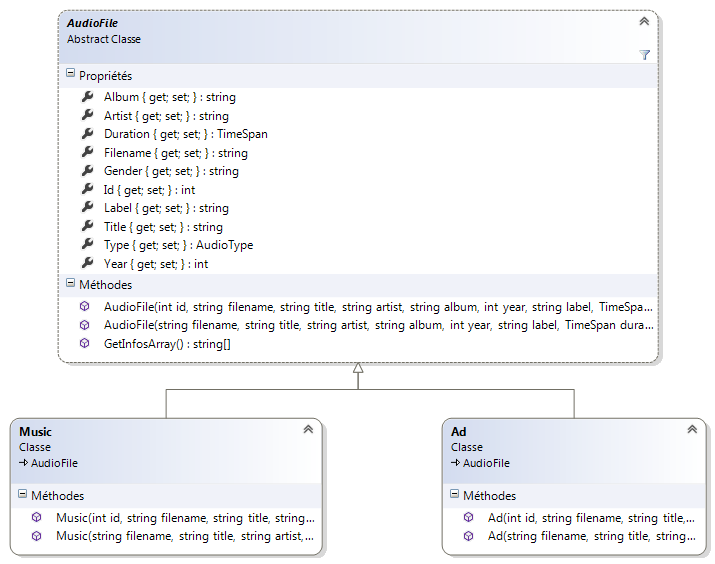 AudioFile
Abstract Classe
Propriétés
Album { get; set; } : string
Artist { get; set; } : string
Duration { get; set; } : TimeSpan
Filename { get; set; } : string
Gender { get; set; } : string
Id { get; set; } : int
Label { get; set; } : string
Title { get; set; } : string
Type { get; set; } : AudioType
Year { get; set; } : int
Méthodes
AudioFile(int id, string filename, string title, string artist, string album, int year, string label, TimeSpa...
AudioFile(string filename, string title, string artist, string album, int year, string label, TimeSpan dura...
GetInfosArray() : string[]
Music
Classe
AudioFile
Méthodes
Music(int id, string filename, string title, string...
Music(string filename, string title, string artist,...
Ad
Classe
AudioFile
Méthodes
Ad(int id, string filename, string title,...
Ad(string filename, string title, string...